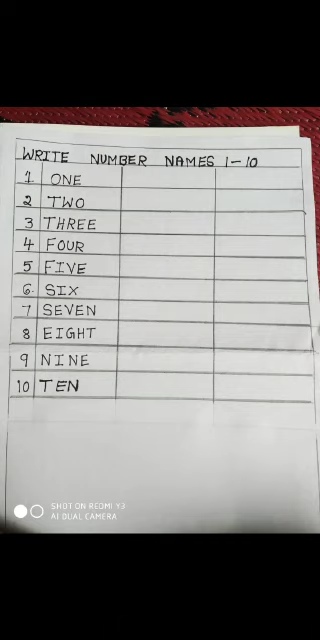 WRITE NUMBER NAMES 1-10
1 ONE
2 TWO
3 THREE
4 FOUR
5 FIVE
6. SIX
7 SEVEN
8 EIGHT
9 NINE
10 TEN
SHOT ON REDMI Y3
AI DUAL CAMERA